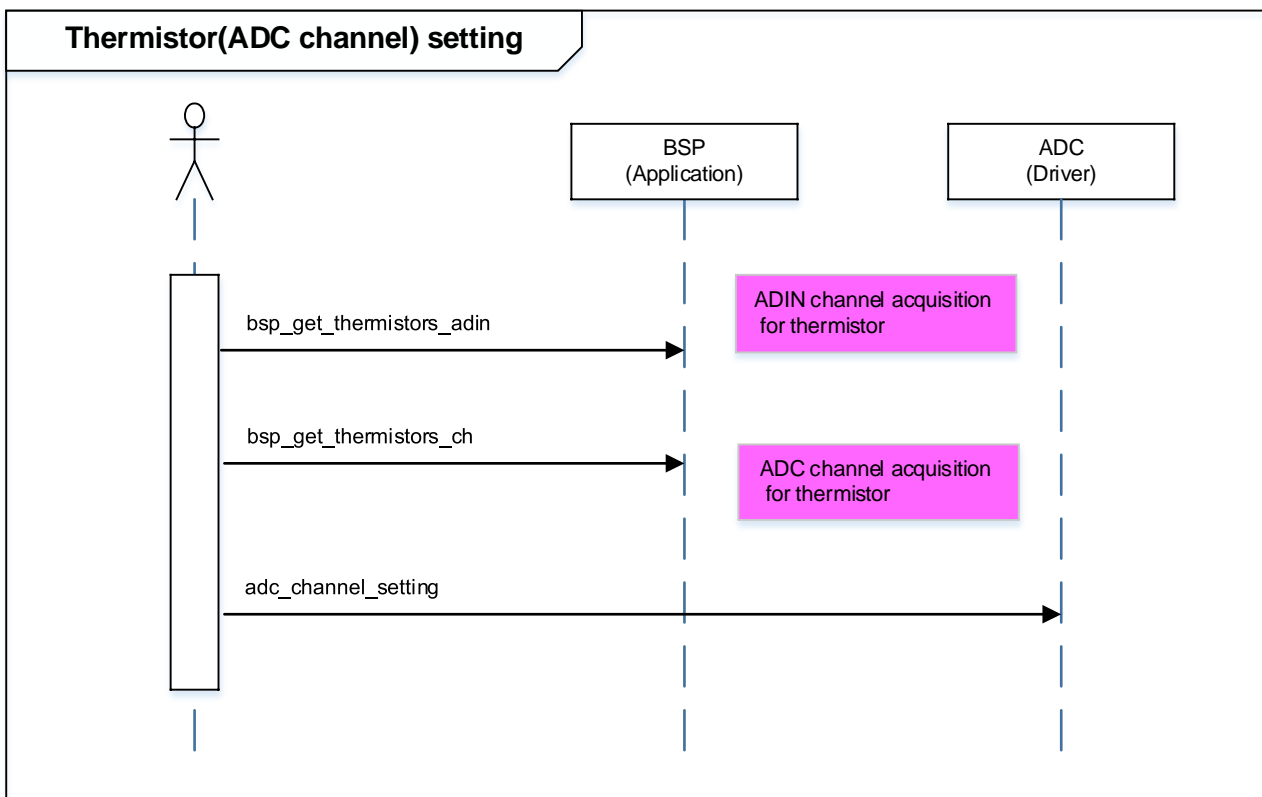 Thermistor(ADC channel) setting
BSP
(Application)
ADC
(Driver)
ADIN channel acquisition
for thermistor
bsp_get_thermistors_adin
bsp_get_thermistors_ch
ADC channel acquisition
for thermistor
adc_channel_setting